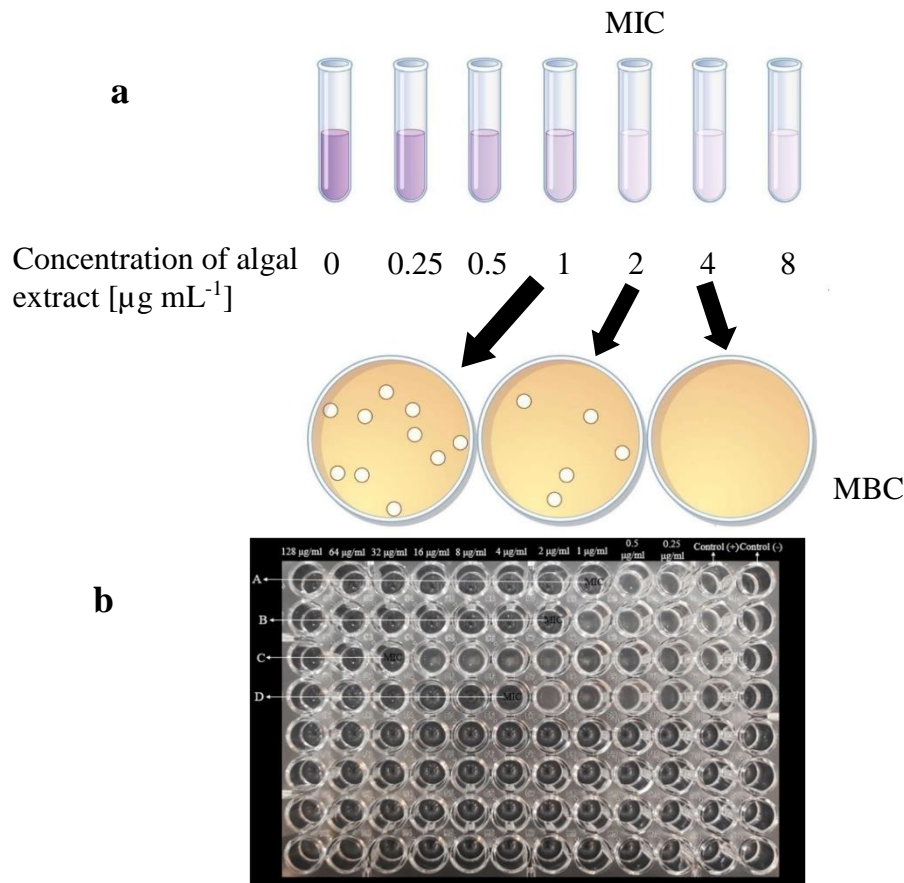 MIC
a
Concentration of algal
extract [µg mL-1]
0 0.25 0.5 1 2 4 8
MBC
b
128 µg/ml 64 µg/ml 32 µg/ml 16 µg/ml 8 µg/ml 4 µg/ml 2 µg/ml 1 µg/ml 0.5 µg/ml 0.25 µg/ml Control (+) Control (-)
A MIC
B MIC
C MIC
D MIC